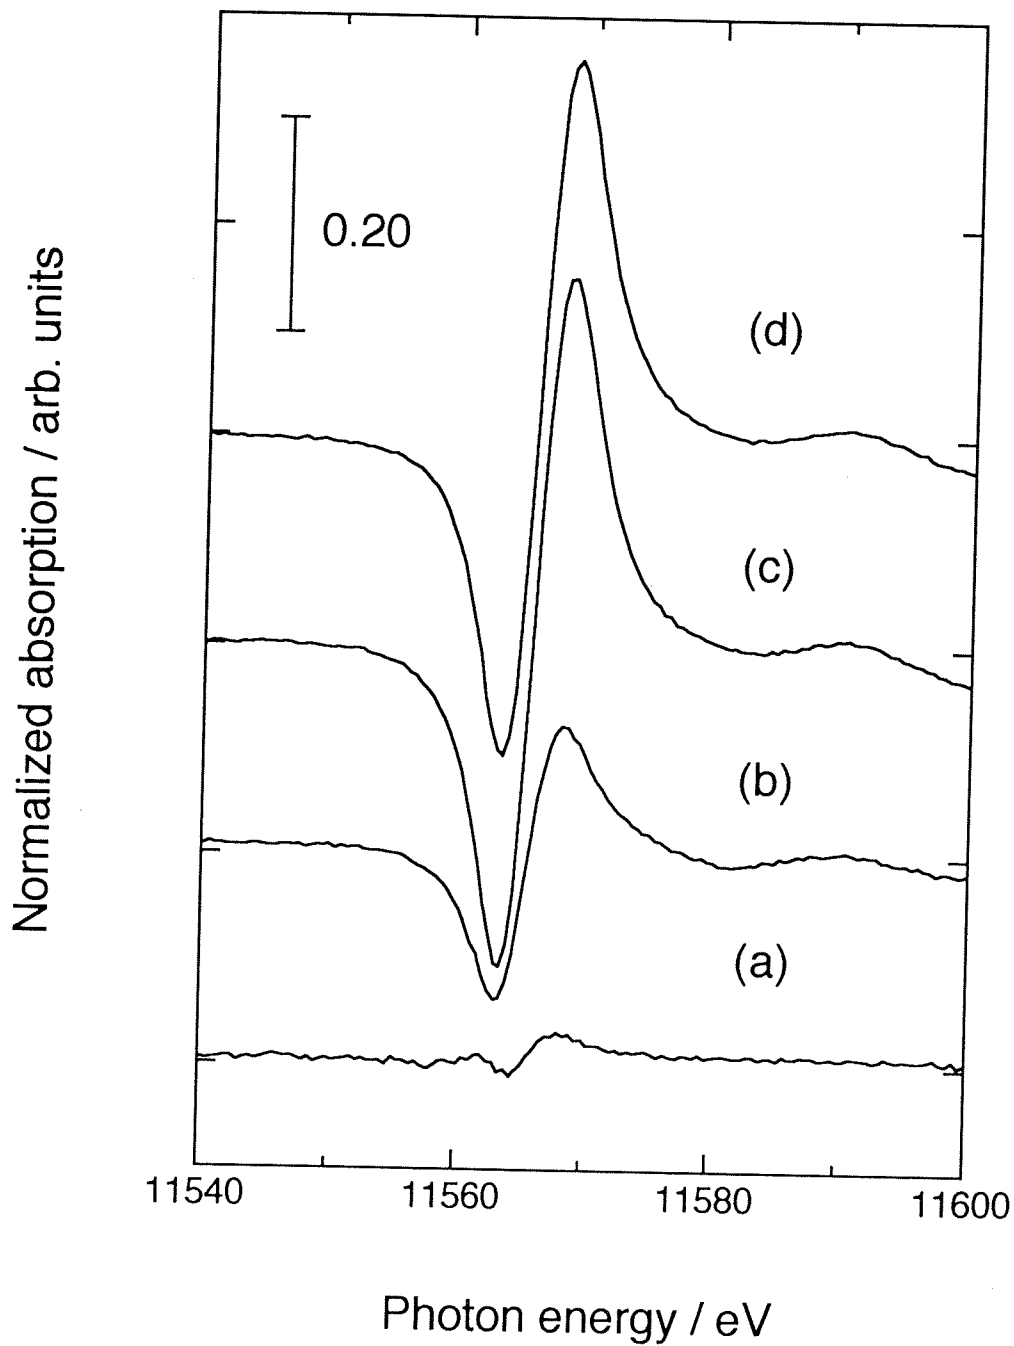 0.20
(d)
(c)
(b)
(a)
Normalized absorption / arb. units
11540 11560 11580 11600
Photon energy / eV